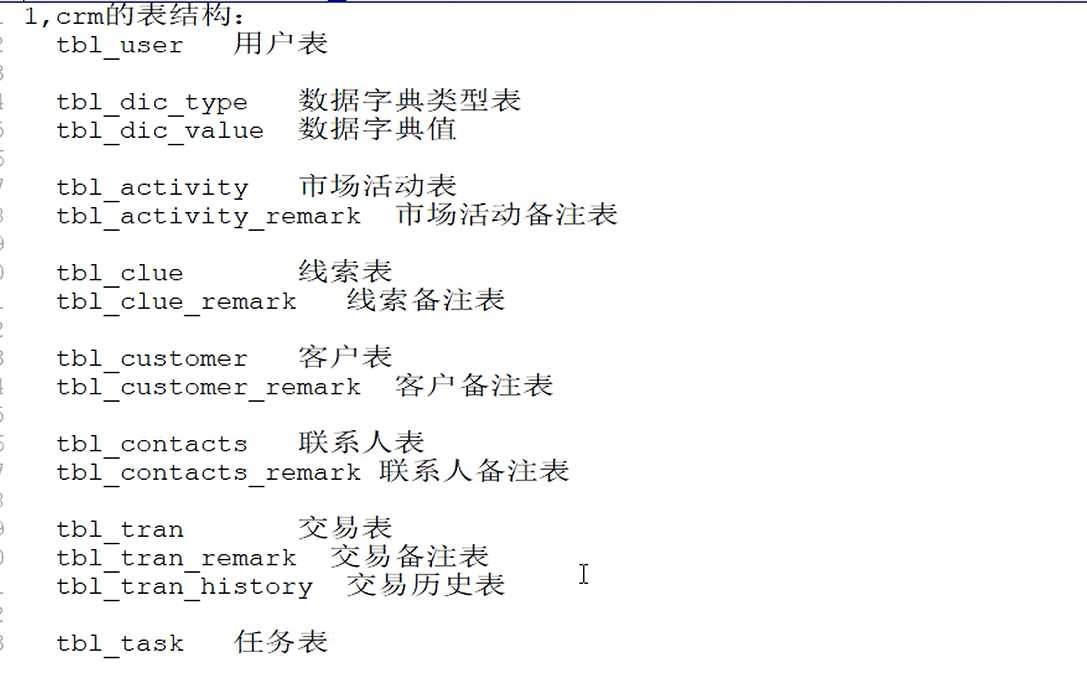 1,crm的表结构：
tbl_user 用户表
tbl_dic_type 数据字典类型表
tbl_dic_value 数据字典值
tbl_activity 市场活动表
tbl_activity_remark 市场活动备注表
tbl_clue 线索表
tbl_clue_remark 线索备注表
tbl_customer 客户表
tbl_customer_remark 客户备注表
tbl_contacts 联系人表
tbl_contacts_remark 联系人备注表
tbl_tran 交易表
tbl_tran_remark 交易备注表
tbl_tran_history 交易历史表
tbl_task 任务表